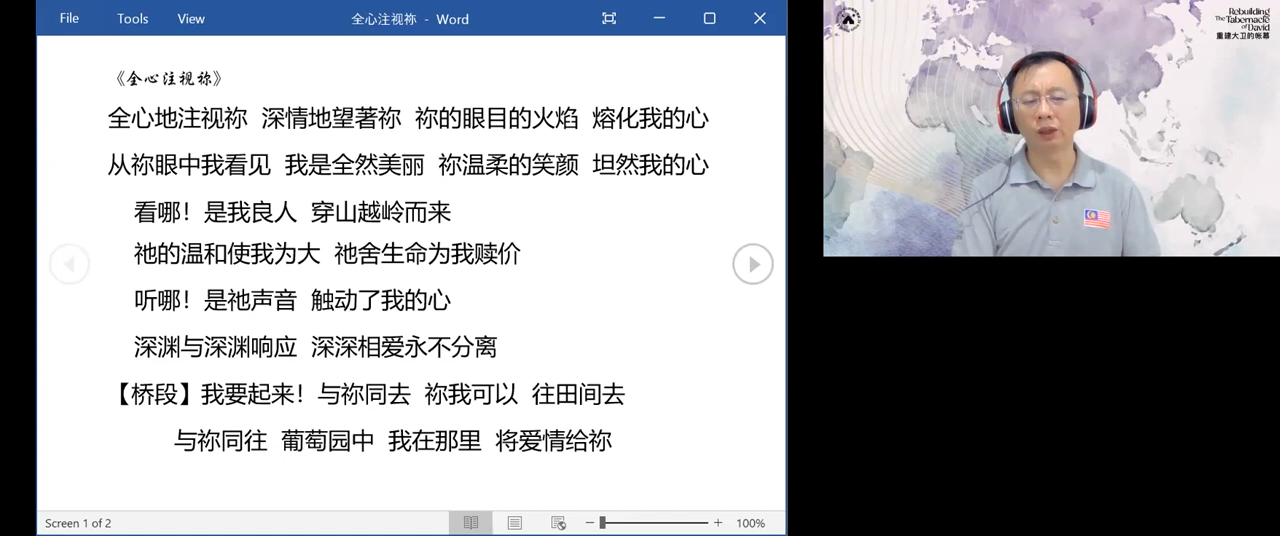 File Tools View 全心注视祢 - Word
《全心注视祢》
全心地注视祢 深情地望著祢 祢的眼目的火焰 熔化我的心
从祢眼中我看见 我是全然美丽 祢温柔的笑颜 坦然我的心
看哪！是我良人 穿山越岭而来
祂的温和使我为大 祂舍生命为我赎价
听哪！是祂声音 触动了我的心
深渊与深渊响应 深深相爱永不分离
【桥段】我要起来！与祢同去 祢我可以 往田间去
与祢同往 葡萄园中 我在那里 将爱情给祢
Screen 1 of 2 100%
Rebuilding
The Tabernacle
of David
重建大卫的帐幕